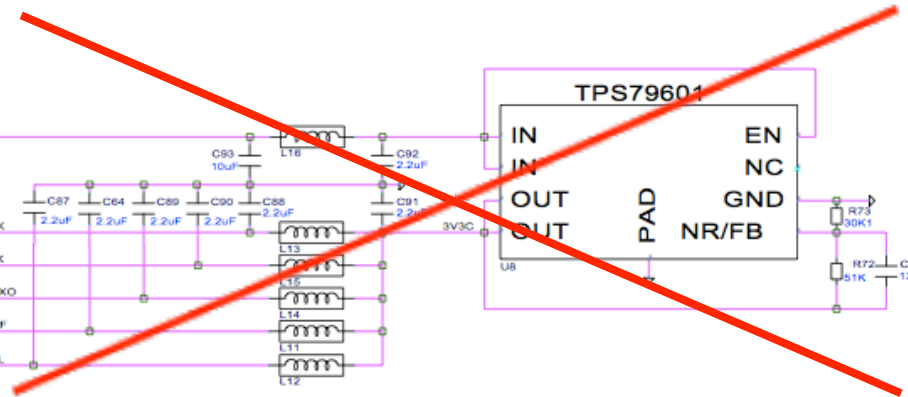 TPS79601
IN
EN
C93
10uF
L16
C92
2.2uF
IN
NC
C87
2.2uF
C64
2.2uF
C89
2.2uF
C90
2.2uF
C88
2.2uF
C91
2.2uF
OUT
GND
PAD
R73
30K1
K
L13
3V3C
OUT
NR/FB
K
L15
U8
R72
51K
C
12
XO
L14
F
L11
L
L12